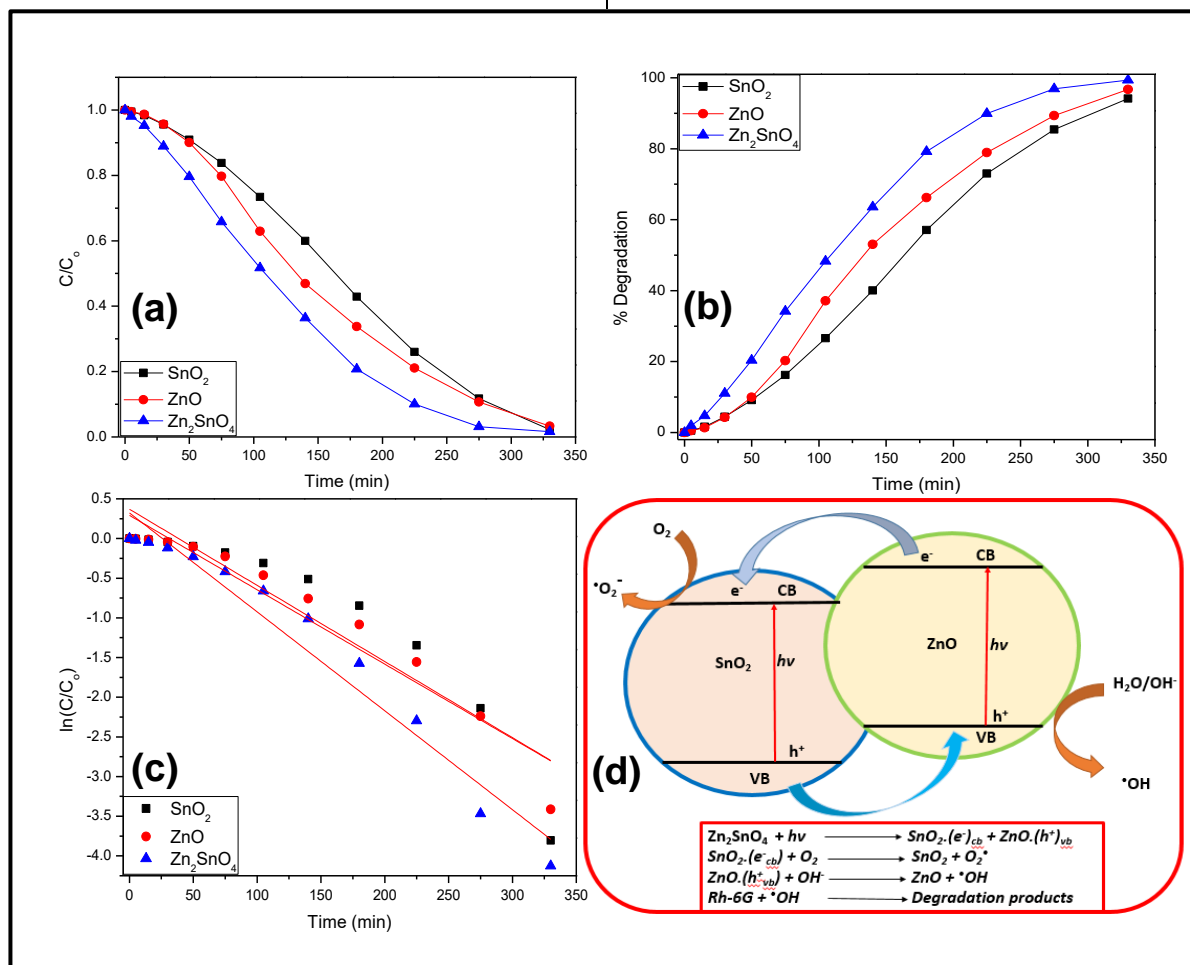 1.0
0.8
0.6
0.4
0.2
0.0
C/C₀
(a)
SnO₂
ZnO
Zn₂SnO₄
0 50 100 150 200 250 300 350
Time (min)
100
80
60
40
20
0
% Degradation
SnO₂
ZnO
Zn₂SnO₄
(b)
0 50 100 150 200 250 300 350
Time (min)
0.5
0.0
-0.5
-1.0
-1.5
-2.0
-2.5
-3.0
-3.5
-4.0
ln(C/C₀)
(c)
SnO₂
ZnO
Zn₂SnO₄
0 50 100 150 200 250 300 350
Time (min)
O₂
•O₂⁻
e⁻ CB
SnO₂
hν
h⁺
VB
e⁻ CB
ZnO
hν
h⁺
VB
H₂O/OH⁻
•OH
(d)
Zn₂SnO₄ + hν ⟶ SnO₂.(e⁻)cb + ZnO.(h⁺)vb
SnO₂.(e⁻cb) + O₂ ⟶ SnO₂ + O₂•
ZnO.(h⁺vb) + OH⁻ ⟶ ZnO + •OH
Rh-6G + •OH ⟶ Degradation products